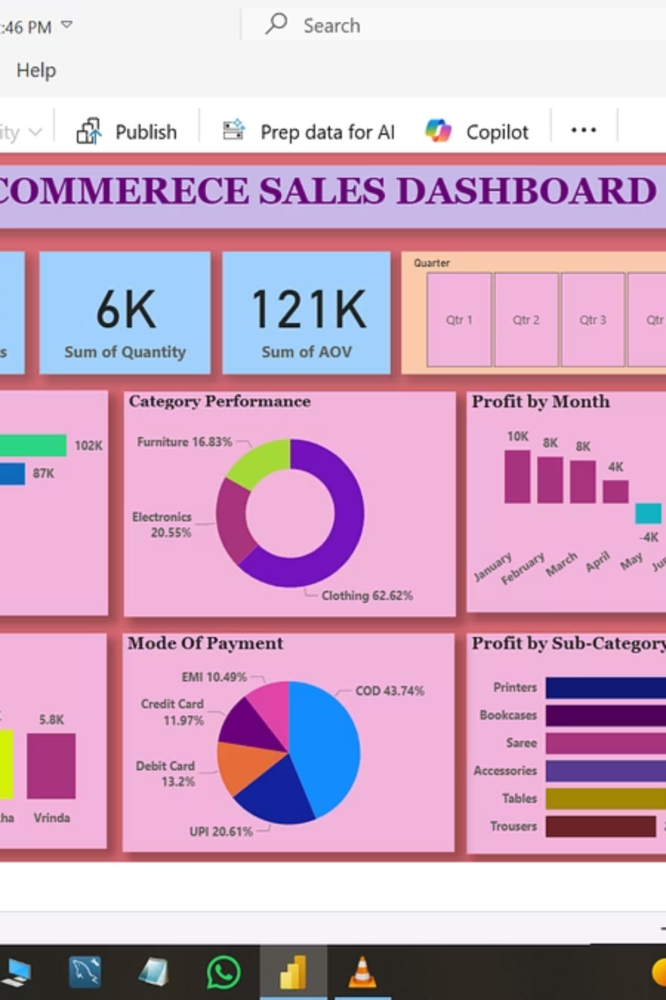 :46 PM
Search
Help
ity
Publish
Prep data for AI
Copilot
COMMERECE SALES DASHBOARD
s
6K
Sum of Quantity
121K
Sum of AOV
Quarter
Qtr 1
Qtr 2
Qtr 3
Qtr
102K
87K
Category Performance
Furniture 16.83%
Electronics
20.55%
Clothing 62.62%
Profit by Month
10K
8K
8K
4K
-4K
January
February
March
April
May
5.8K
ha
Vrinda
Mode Of Payment
EMI 10.49%
COD 43.74%
Credit Card
11.97%
Debit Card
13.2%
UPI 20.61%
Profit by Sub-Category
Printers
Bookcases
Saree
Accessories
Tables
Trousers